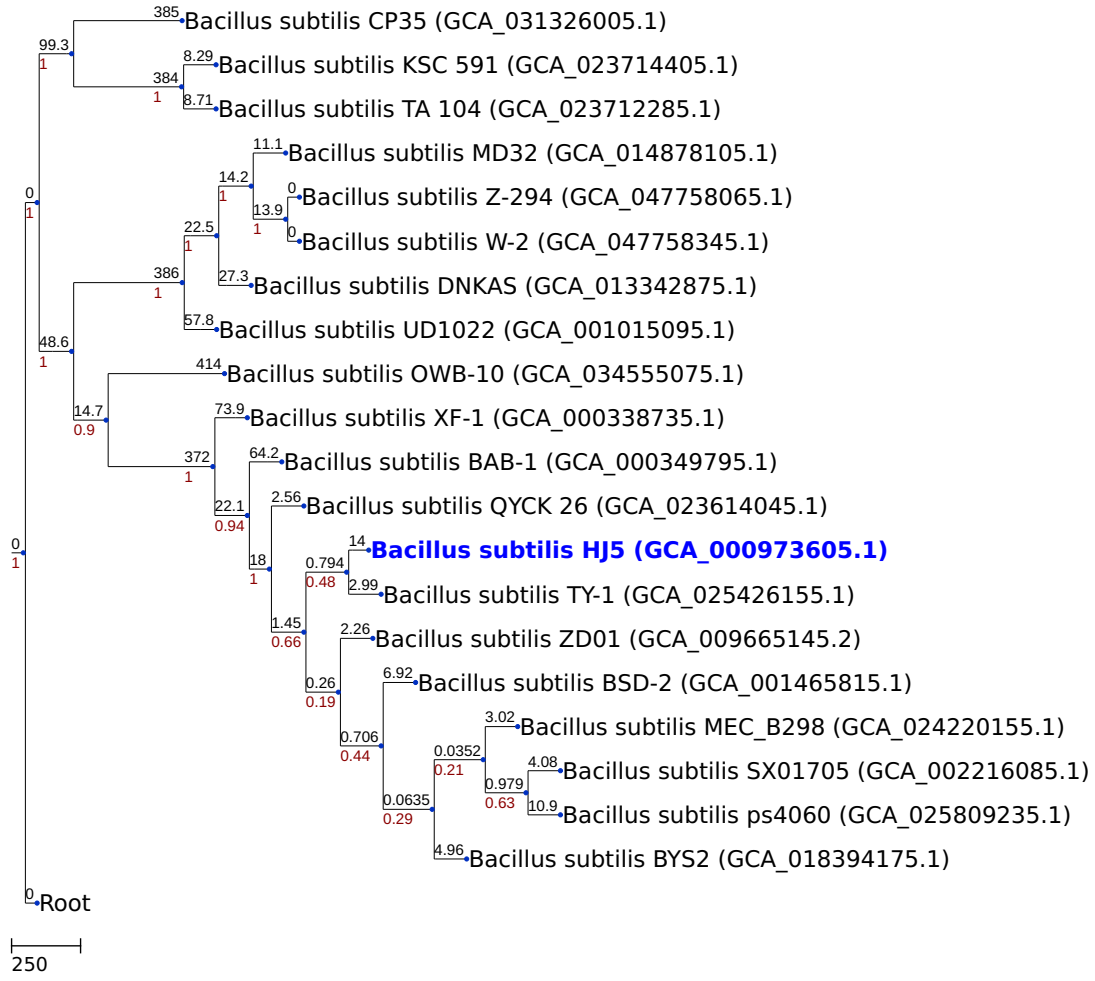 385 Bacillus subtilis CP35 (GCA_031326005.1)
99.3
1
8.29 Bacillus subtilis KSC 591 (GCA_023714405.1)
384
1
8.71 Bacillus subtilis TA 104 (GCA_023712285.1)
11.1 Bacillus subtilis MD32 (GCA_014878105.1)
14.2
1
0 Bacillus subtilis Z-294 (GCA_047758065.1)
0
1
13.9
1
0 Bacillus subtilis W-2 (GCA_047758345.1)
22.5
1
386
1
27.3 Bacillus subtilis DNKAS (GCA_013342875.1)
57.8 Bacillus subtilis UD1022 (GCA_001015095.1)
48.6
1
414 Bacillus subtilis OWB-10 (GCA_034555075.1)
14.7
0.9
73.9 Bacillus subtilis XF-1 (GCA_000338735.1)
372
1
64.2 Bacillus subtilis BAB-1 (GCA_000349795.1)
22.1
0.94
2.56 Bacillus subtilis QYCK 26 (GCA_023614045.1)
0
1
18
1
14 Bacillus subtilis HJ5 (GCA_000973605.1)
0.794
0.48
2.99 Bacillus subtilis TY-1 (GCA_025426155.1)
1.45
0.66
2.26 Bacillus subtilis ZD01 (GCA_009665145.2)
0.26
0.19
6.92 Bacillus subtilis BSD-2 (GCA_001465815.1)
0.706
0.44
3.02 Bacillus subtilis MEC_B298 (GCA_024220155.1)
0.0352
0.21
4.08 Bacillus subtilis SX01705 (GCA_002216085.1)
0.979
0.63
0.0635
0.29
10.9 Bacillus subtilis ps4060 (GCA_025809235.1)
4.96 Bacillus subtilis BYS2 (GCA_018394175.1)
0 Root
250